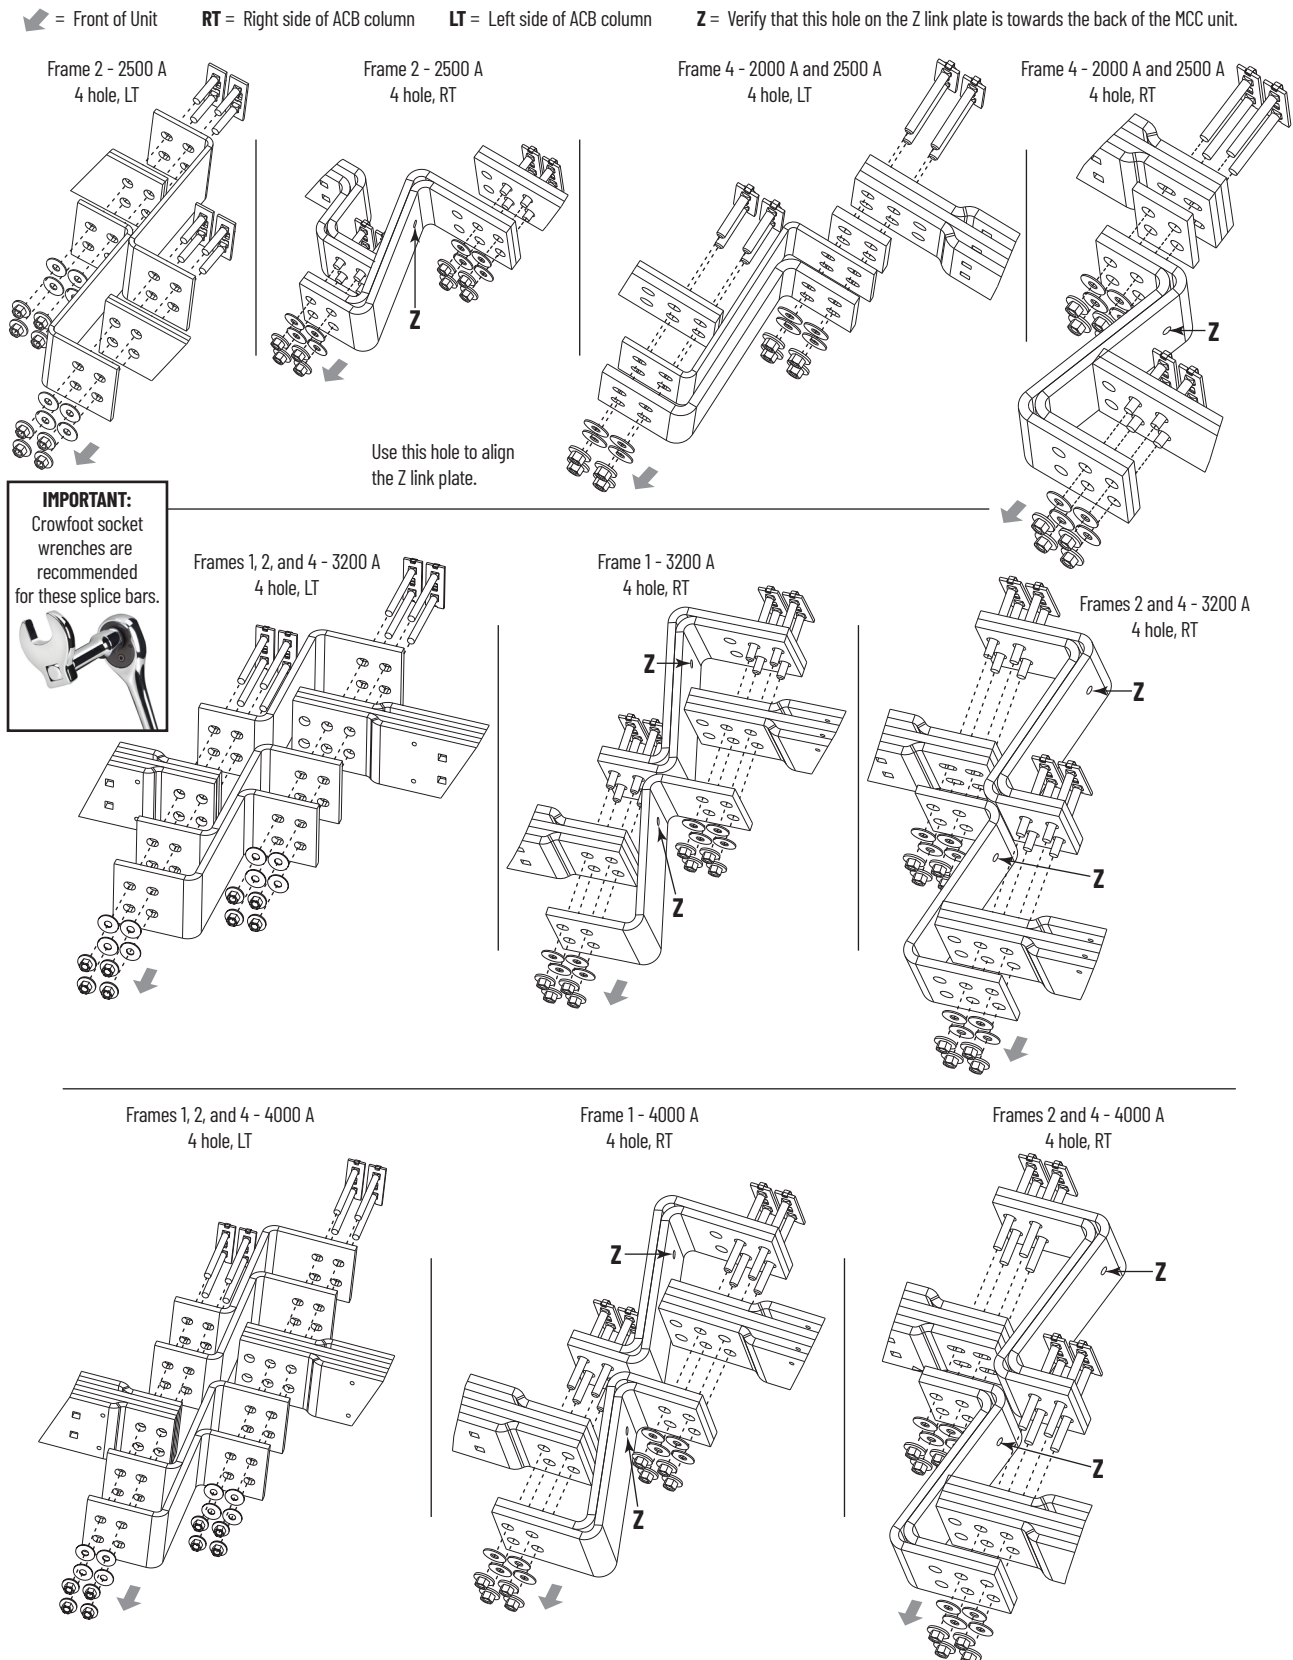 = Front of Unit RT = Right side of ACB column LT = Left side of ACB column Z = Verify that this hole on the Z link plate is towards the back of the MCC unit.
Frame 2 - 2500 A
4 hole, LT
Frame 2 - 2500 A
4 hole, RT
Frame 4 - 2000 A and 2500 A
4 hole, LT
Frame 4 - 2000 A and 2500 A
4 hole, RT
Z
Z
Use this hole to align
the Z link plate.
IMPORTANT:
Crowfoot socket
wrenches are
recommended
for these splice bars.
Frames 1, 2, and 4 - 3200 A
4 hole, LT
Frame 1 - 3200 A
4 hole, RT
Z
Z
Frames 2 and 4 - 3200 A
4 hole, RT
Z
Z
Frames 1, 2, and 4 - 4000 A
4 hole, LT
Frame 1 - 4000 A
4 hole, RT
Z
Z
Frames 2 and 4 - 4000 A
4 hole, RT
Z
Z